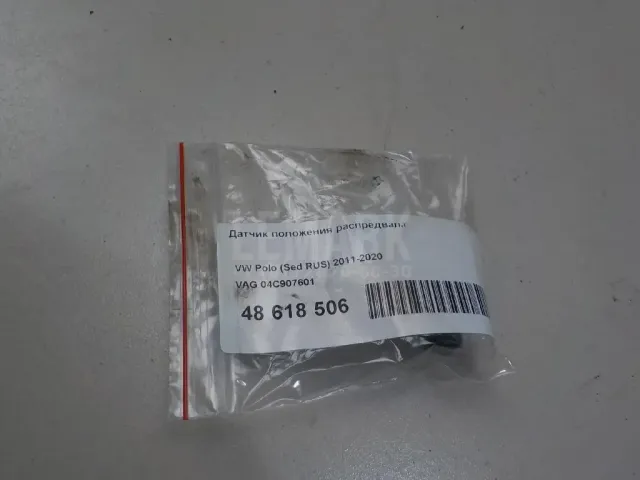 Датчик положения распредвала
VW Polo (Sed RUS) 2011-2020
VAG 04C907601
48 618 506